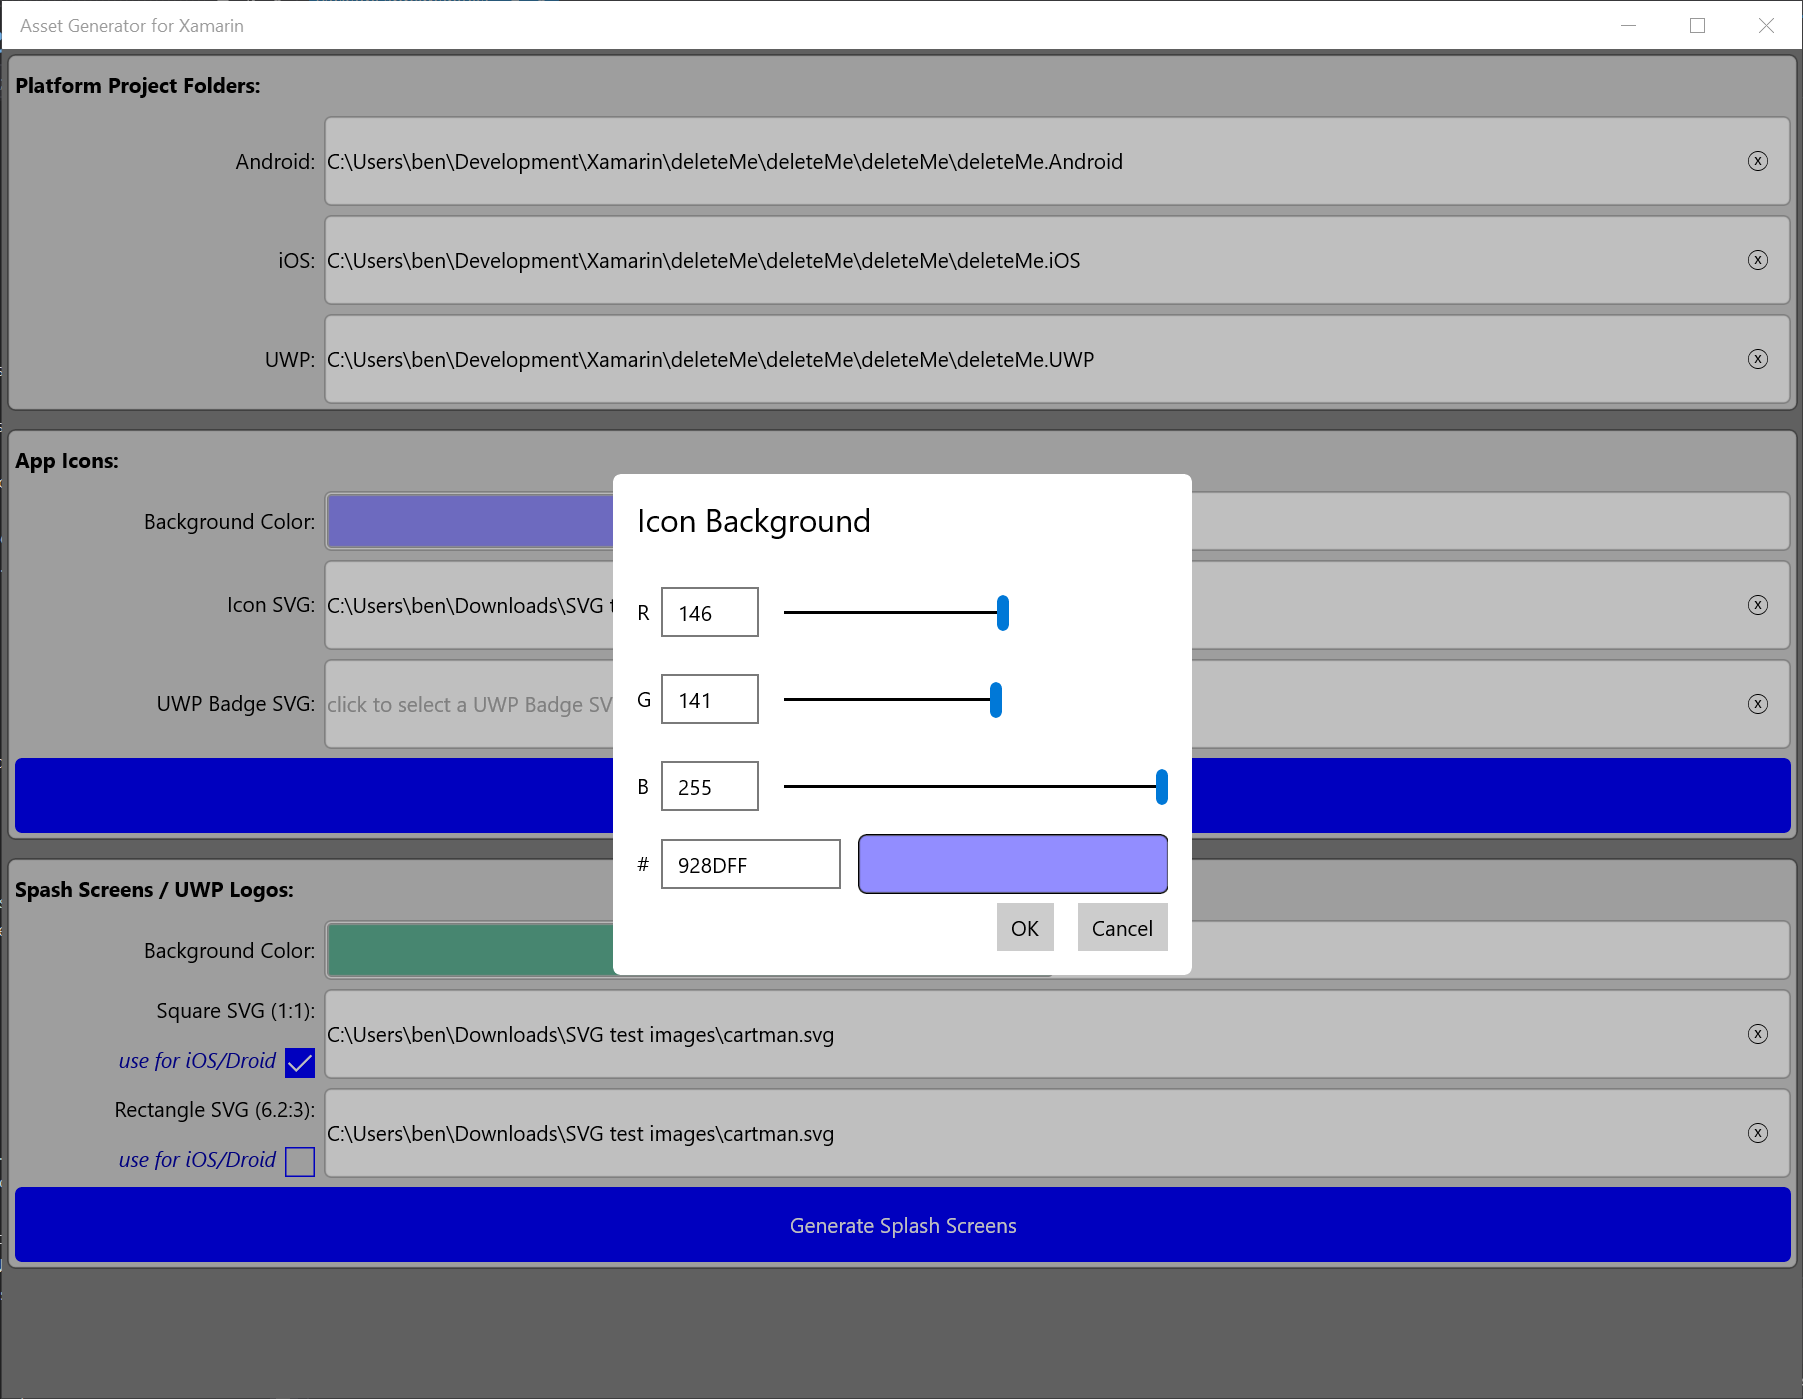 Asset Generator for Xamarin
Platform Project Folders:
Android: C:\Users\ben\Development\Xamarin\deleteMe\deleteMe\deleteMe\deleteMe.Android
iOS: C:\Users\ben\Development\Xamarin\deleteMe\deleteMe\deleteMe\deleteMe.iOS
UWP: C:\Users\ben\Development\Xamarin\deleteMe\deleteMe\deleteMe\deleteMe.UWP
App Icons:
Background Color:
Icon SVG: C:\Users\ben\Downloads\SVG
UWP Badge SVG: click to select a UWP Badge
Icon Background
R 146
G 141
B 255
# 928DFF
OK Cancel
Spash Screens / UWP Logos:
Background Color:
Square SVG (1:1):
C:\Users\ben\Downloads\SVG test images\cartman.svg
use for iOS/Droid
Rectangle SVG (6.2:3):
C:\Users\ben\Downloads\SVG test images\cartman.svg
use for iOS/Droid
Generate Splash Screens